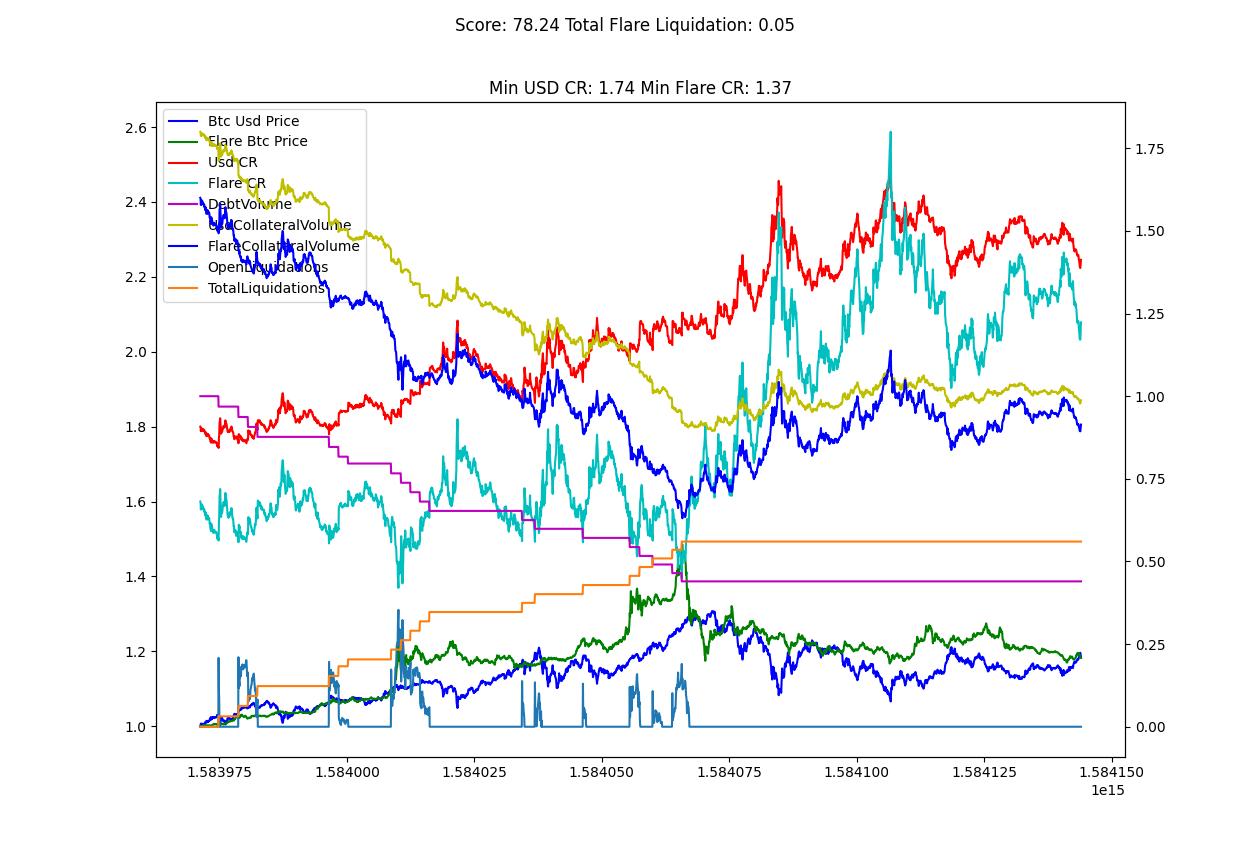 Score: 78.24 Total Flare Liquidation: 0.05
Min USD CR: 1.74 Min Flare CR: 1.37
Btc Usd Price
Flare Btc Price
Usd CR
Flare CR
DebtVolume
UsdCollateralVolume
FlareCollateralVolume
OpenLiquidations
TotalLiquidations
2.6
2.4
2.2
2.0
1.8
1.6
1.4
1.2
1.0
1.75
1.50
1.25
1.00
0.75
0.50
0.25
0.00
1.583975 1.584000 1.584025 1.584050 1.584075 1.584100 1.584125 1.584150
1e15